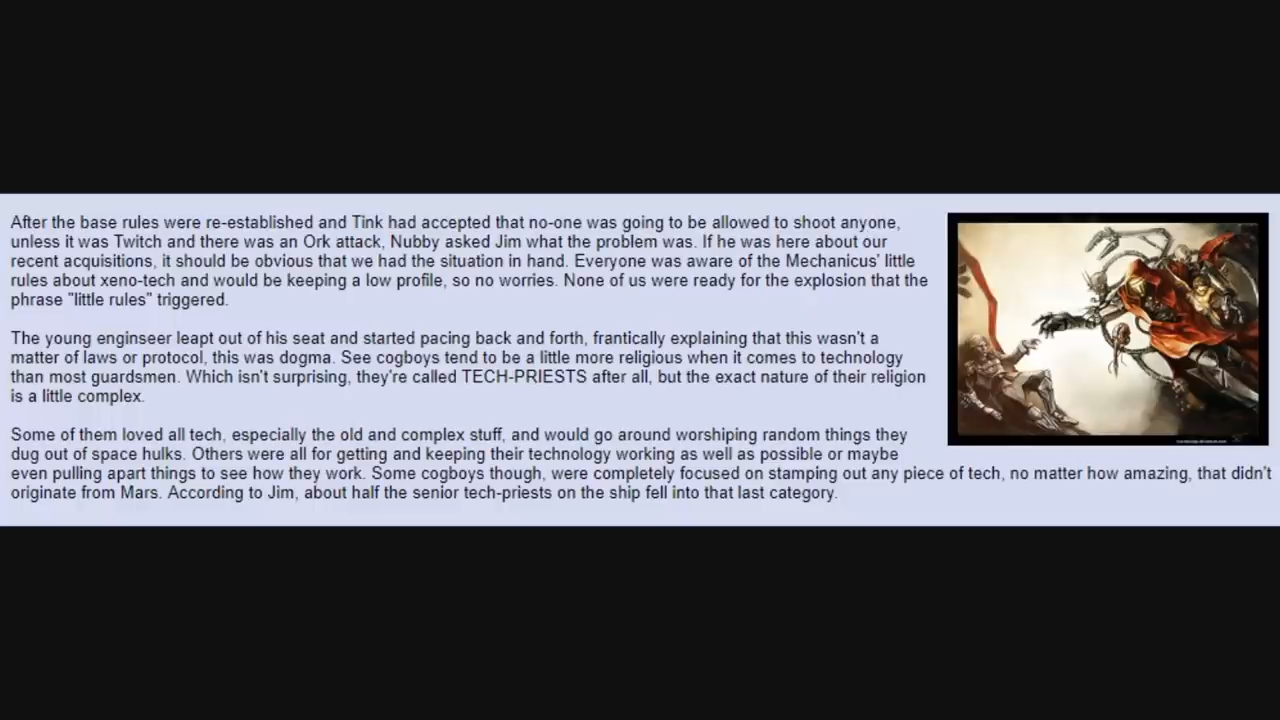 After the base rules were re-established and Tink had accepted that no-one was going to be allowed to shoot anyone,
unless it was Twitch and there was an Ork attack, Nubby asked Jim what the problem was. If he was here about our
recent acquisitions, it should be obvious that we had the situation in hand. Everyone was aware of the Mechanicus' little
rules about xeno-tech and would be keeping a low profile, so no worries. None of us were ready for the explosion that the
phrase "little rules" triggered.
The young enginseer leapt out of his seat and started pacing back and forth, frantically explaining that this wasn't a
matter of laws or protocol, this was dogma. See cogboys tend to be a little more religious when it comes to technology
than most guardsmen. Which isn't surprising, they're called TECH-PRIESTS after all, but the exact nature of their religion
is a little complex.
Some of them loved all tech, especially the old and complex stuff, and would go around worshiping random things they
dug out of space hulks. Others were all for getting and keeping their technology working as well as possible or maybe
even pulling apart things to see how they work. Some cogboys though, were completely focused on stamping out any piece of tech, no matter how amazing, that didn't
originate from Mars. According to Jim, about half the senior tech-priests on the ship fell into that last category.